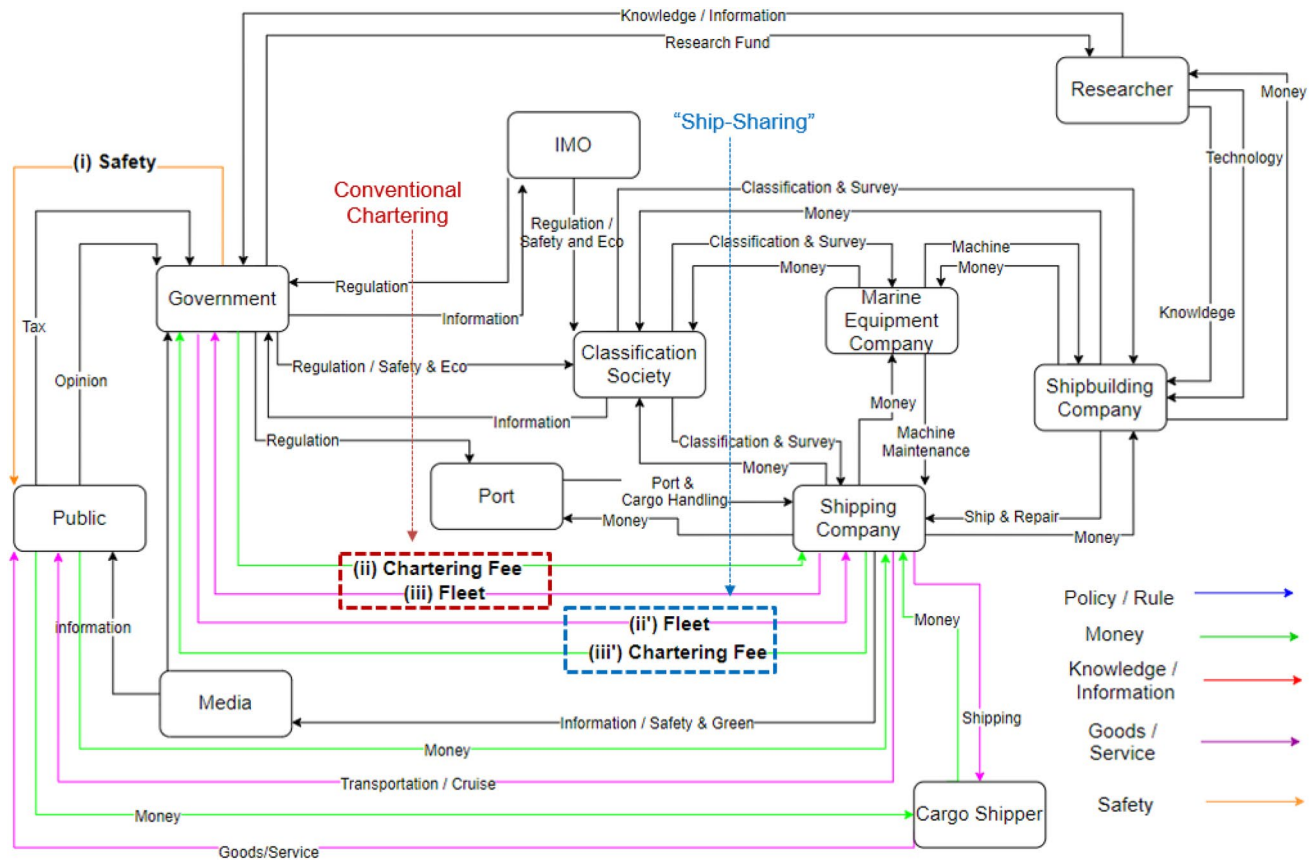 Knowledge / Information
Research Fund
Researcher
Money
"Ship-Sharing"
IMO
(i) Safety
Technology
Conventional
Chartering
Classification & Survey
Money
Regulation /
Safety and Eco
Classification & Survey
Machine
Money
Money
Government
Regulation
Marine
Equipment
Company
Knowldege
Information
Tax
Classification
Society
Regulation / Safety & Eco
Shipbuilding
Company
Opinion
Money
Information
Machine
Maintenance
Regulation
Classification & Survey
Money
Port &
Cargo Handling
Port
Public
Shipping
Company
Ship & Repair
Money
Money
(ii) Chartering Fee
(iii) Fleet
Policy / Rule
information
(ii') Fleet
Money
Money
(iii') Chartering Fee
Knowledge /
Information
Media
Information / Safety & Green
Shipping
Goods /
Service
Money
Transportation / Cruise
Safety
Money
Cargo Shipper
Goods/Service